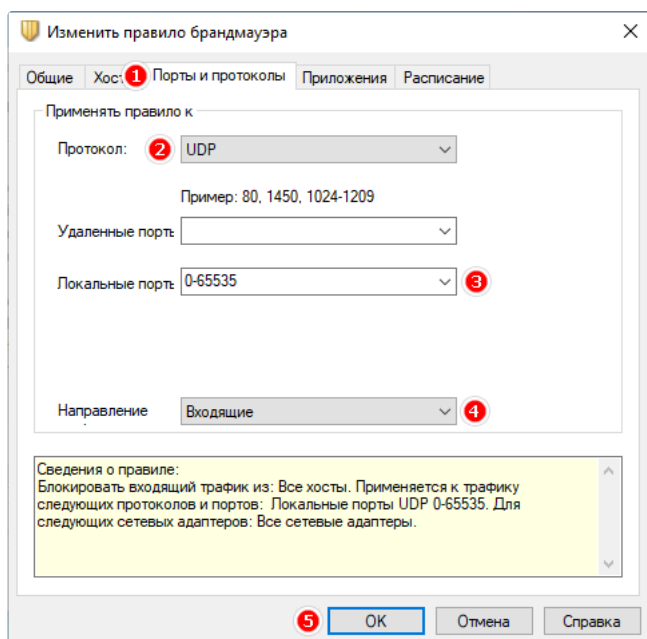 Изменить правило брандмауэра
Общие Хост 1 Порты и протоколы Приложения Расписание
Применять правило к
Протокол: 2 UDP
Пример: 80, 1450, 1024-1209
Удаленные порты
Локальные порты 0-65535 3
Направление Входящие 4
Сведения о правиле:
Блокировать входящий трафик из: Все хосты. Применяется к трафику
следующих протоколов и портов: Локальные порты UDP 0-65535. Для
следующих сетевых адаптеров: Все сетевые адаптеры.
5 OK Отмена Справка